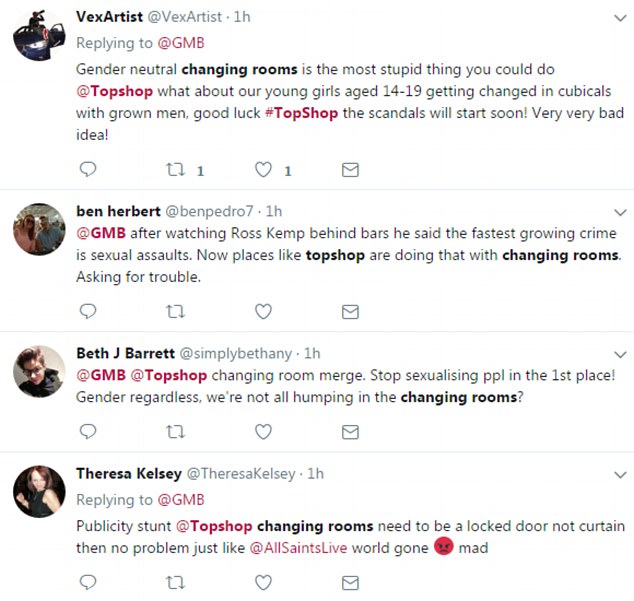 VexArtist @VexArtist · 1h
Replying to @GMB
Gender neutral changing rooms is the most stupid thing you could do
@Topshop what about our young girls aged 14-19 getting changed in cubicals
with grown men, good luck #TopShop the scandals will start soon! Very very bad
idea!
1 1
ben herbert @benpedro7 · 1h
@GMB after watching Ross Kemp behind bars he said the fastest growing crime
is sexual assaults. Now places like topshop are doing that with changing rooms.
Asking for trouble.
Beth J Barrett @simplybethany · 1h
@GMB @Topshop changing room merge. Stop sexualising ppl in the 1st place!
Gender regardless, we're not all humping in the changing rooms?
Theresa Kelsey @TheresaKelsey · 1h
Replying to @GMB
Publicity stunt @Topshop changing rooms need to be a locked door not curtain
then no problem just like @AllSaintsLive world gone 😡 mad